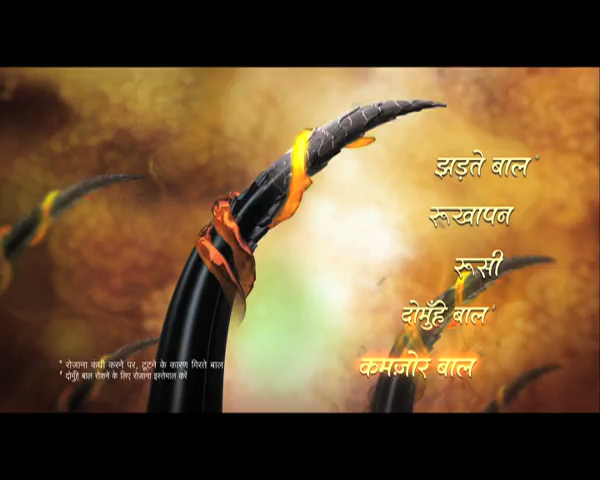 झड़ते बाल*
रूखापन
रूसी
दोमुँहे बाल'
कमज़ोर बाल
* रोज़ाना कंघी करने पर, टूटने के कारण गिरते बाल
' दोमुँहे बाल रोकने के लिए रोज़ाना इस्तेमाल करें